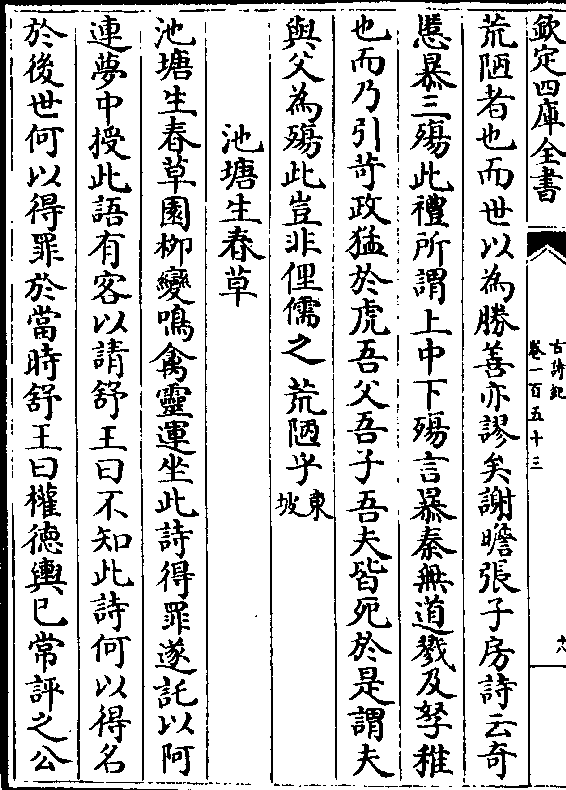 欽定四庫全書
古詩紀
卷一百五十三
六
荒陋者也而世以為勝善亦謬矣謝瞻張子房詩云奇
慝暴三殤此禮所謂上中下殤言暴秦無道戮及孥稚
也而乃引苛政猛於虎吾父吾子吾夫皆死於是謂夫
與父為殤此豈非俚儒之荒陋乎東坡
池塘生春草
池塘生春草園柳變鳴禽靈運坐此詩得罪遂託以阿
連夢中授此語有客以請舒王曰不知此詩何以得名
於後世何以得罪於當時舒王曰權德輿已常評之公